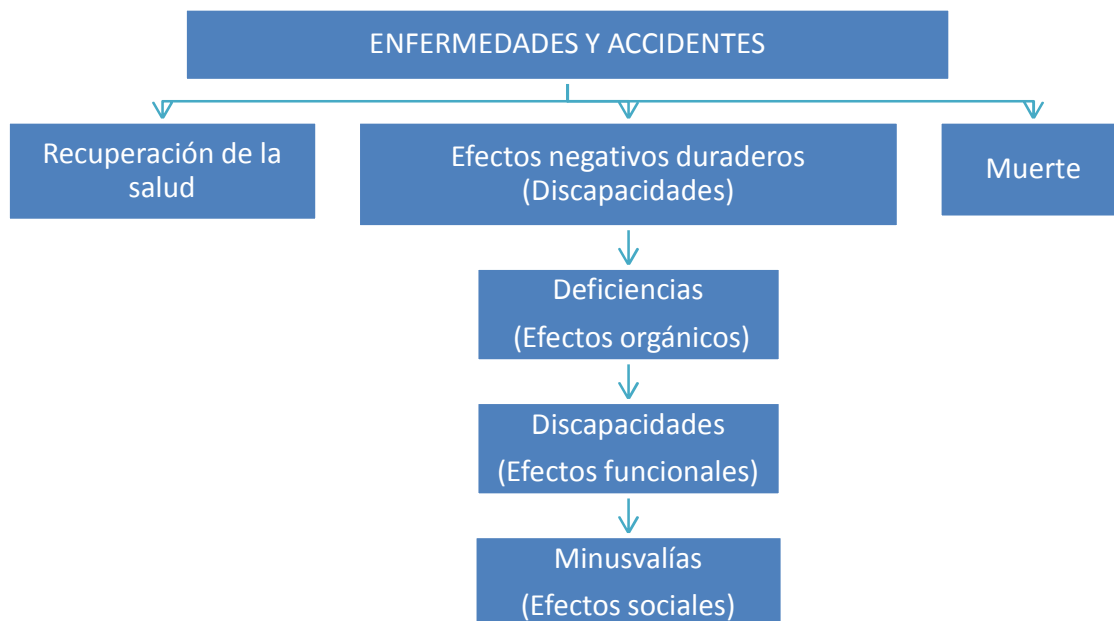 ENFERMEDADES Y ACCIDENTES
Recuperación de la
salud
Efectos negativos duraderos
(Discapacidades)
Muerte
Deficiencias
(Efectos orgánicos)
Discapacidades
(Efectos funcionales)
Minusvalías
(Efectos sociales)